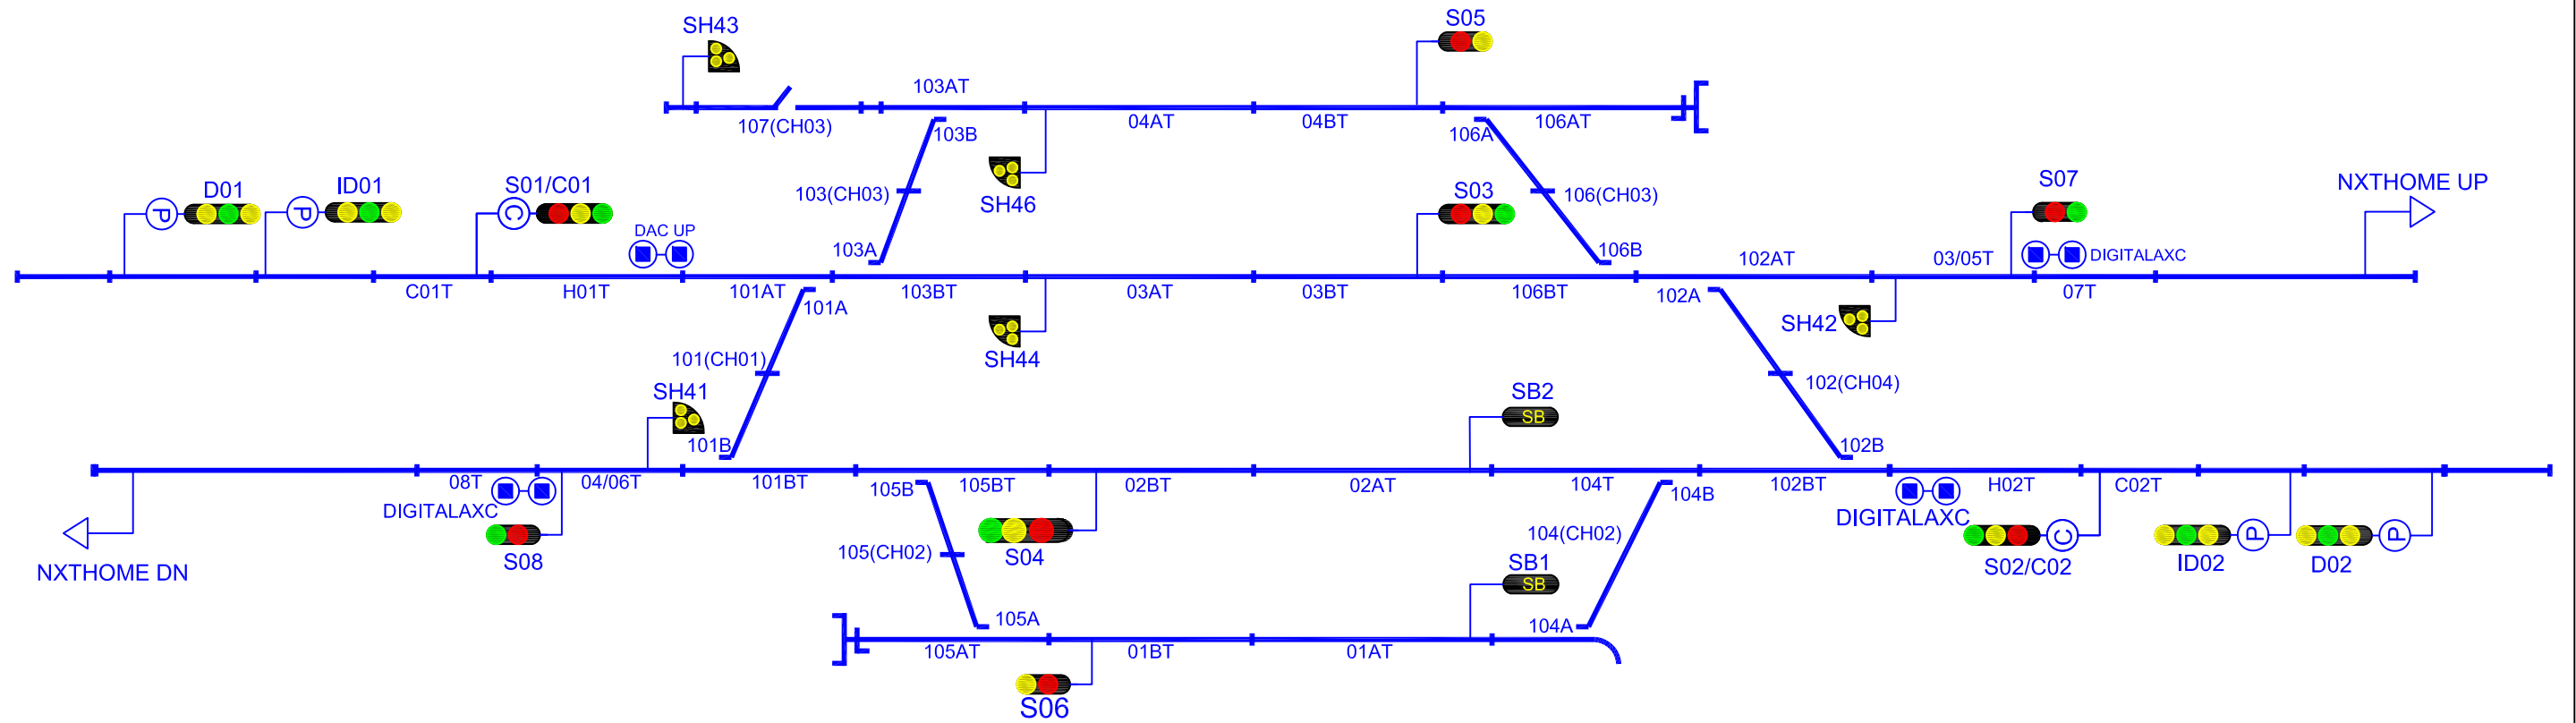 SH43
S05
103AT
107(CH03)
103B
04AT
04BT
106A
106AT
D01
ID01
S01/C01
103(CH03)
SH46
S03
106(CH03)
S07
NXTHOME UP
P
P
C
DAC UP
103A
106B
102AT
03/05T
DIGITALAXC
C01T
H01T
101AT
101A
103BT
03AT
03BT
106BT
102A
07T
SH44
SH42
101(CH01)
SH41
SB2
SB
102(CH04)
101B
102B
08T
04/06T
101BT
105B
105BT
02BT
02AT
104T
104B
102BT
H02T
C02T
DIGITALAXC
DIGITALAXC
S08
105(CH02)
S04
104(CH02)
SB1
SB
C
P
P
S02/C02
ID02
D02
NXTHOME DN
105A
104A
105AT
01BT
01AT
S06